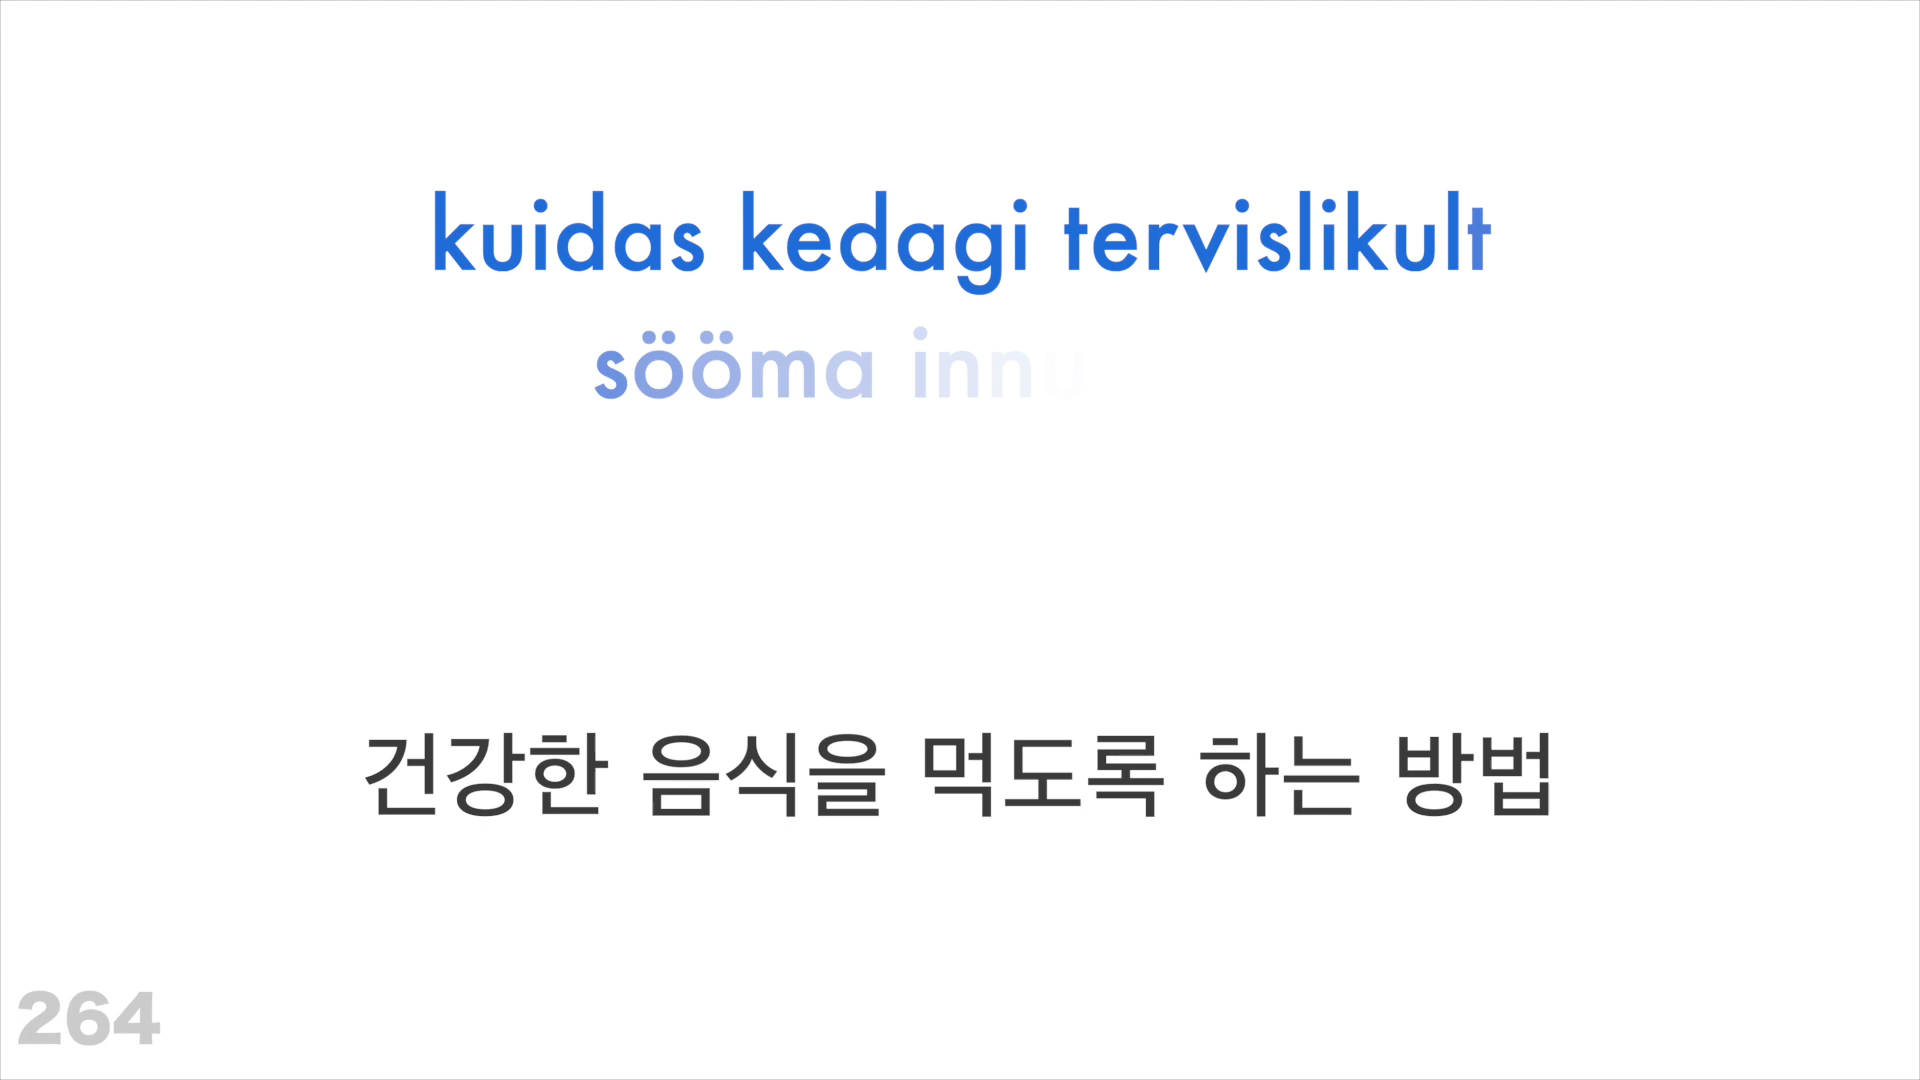 kuidas kedagi tervislikult
sööma innu
건강한 음식을 먹도록 하는 방법
264